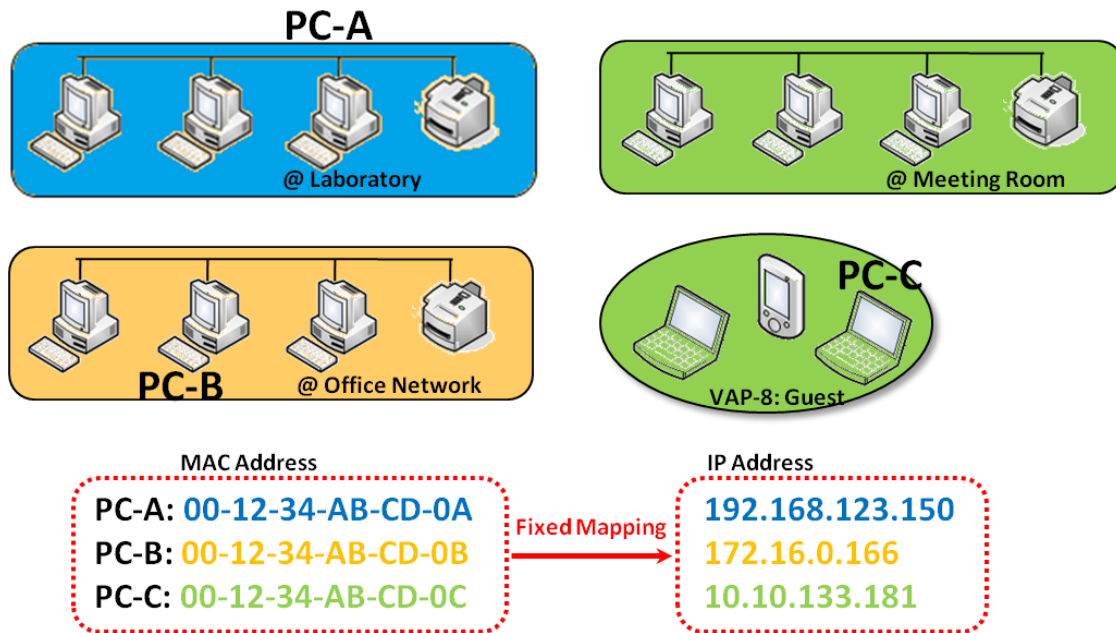 PC-A
@ Laboratory
@ Meeting Room
PC-B
@ Office Network
PC-C
VAP-8: Guest
MAC Address
PC-A: 00-12-34-AB-CD-0A
PC-B: 00-12-34-AB-CD-0B
PC-C: 00-12-34-AB-CD-0C
Fixed Mapping
IP Address
192.168.123.150
172.16.0.166
10.10.133.181